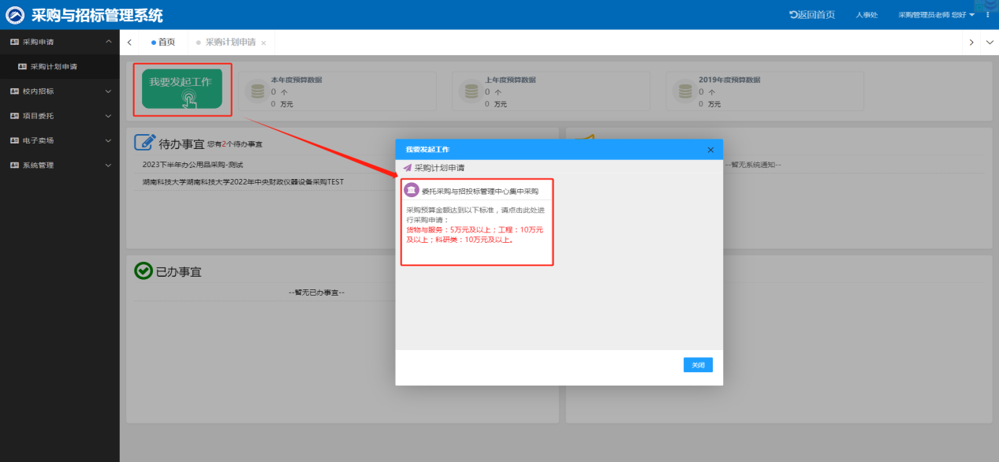 采购与招标管理系统
返回首页
人事处
采购管理员老师 您好
采购申请
采购计划申请
校内招标
项目委托
电子卖场
系统管理
首页
采购计划申请
我要发起工作
本年度预算数据
0 个
0 万元
上年度预算数据
0 个
0 万元
2019年度预算数据
0 个
0 万元
待办事宜 您有2个待办事宜
2023下半年办公用品采购-测试
湖南科技大学湖南科技大学2022年中央财政仪器设备采购TEST
--暂无系统通知--
已办事宜
--暂无已办事宜--
我要发起工作
采购计划申请
委托采购与招投标管理中心集中采购
采购预算金额达到以下标准，请点击此处进
行采购申请：
货物与服务：5万元及以上；工程：10万元
及以上；科研类：10万元及以上。
关闭